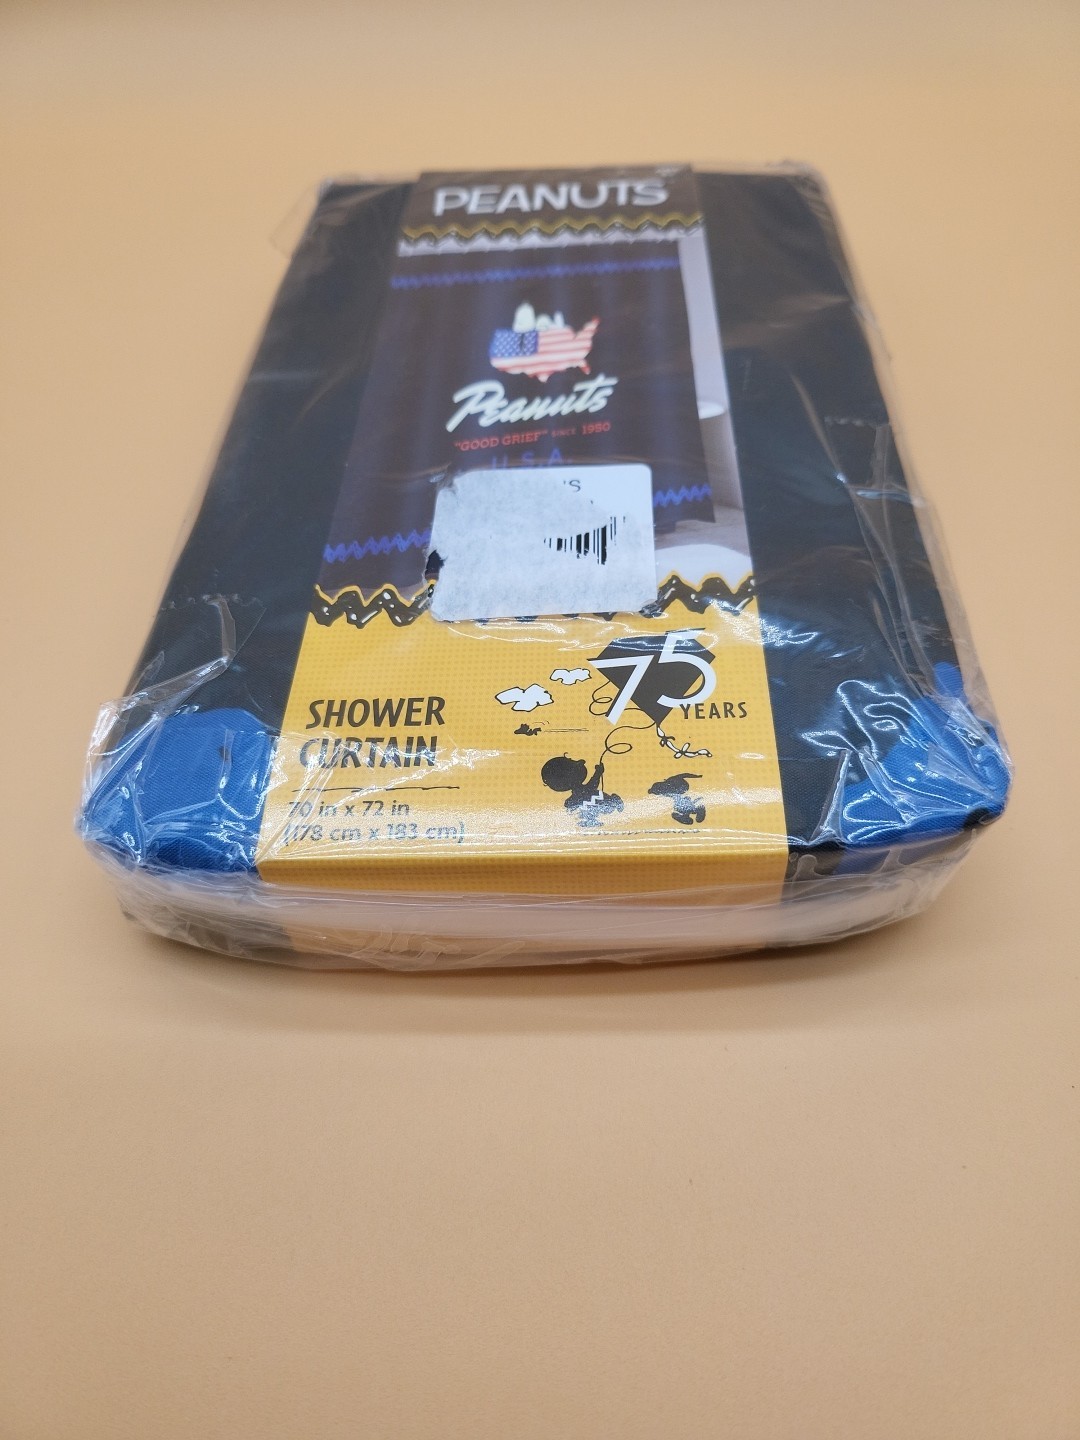 PEANUTS
Peanuts
"GOOD GRIEF" SINCE 1950
U.S.A.
'S
75
YEARS
SHOWER
CURTAIN
70 in x 72 in
(178 cm x 183 cm)